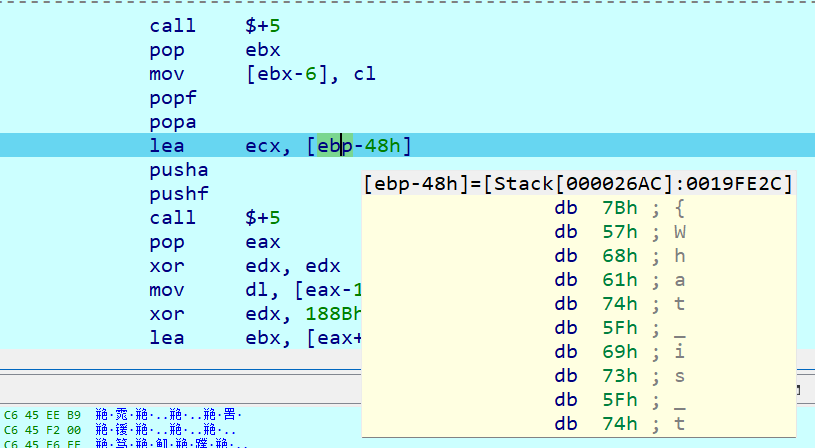 call $+5
pop ebx
mov [ebx-6], cl
popf
popa
lea ecx, [ebp-48h]
pusha
pushf
call $+5
pop eax
xor edx, edx
mov dl, [eax-1
xor edx, 188Bh
lea ebx, [eax+
[ebp-48h]=[Stack[000026AC]:0019FE2C]
db 7Bh ; {
db 57h ; W
db 68h ; h
db 61h ; a
db 74h ; t
db 5Fh ; _
db 69h ; i
db 73h ; s
db 5Fh ; _
db 74h ; t
C6 45 EE B9
C6 45 F2 00
C6 45 F6 FF